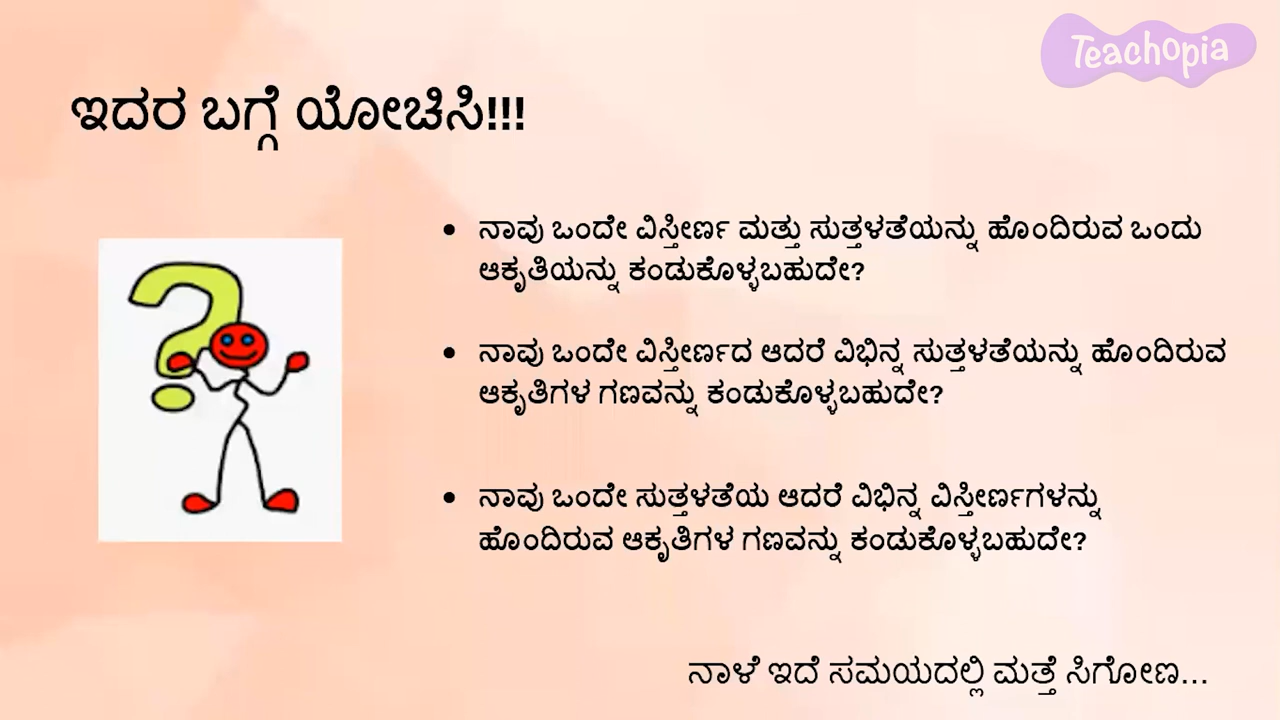 Teachopia
ಇದರ ಬಗ್ಗೆ ಯೋಚಿಸಿ!!!
• ನಾವು ಒಂದೇ ವಿಸ್ತೀರ್ಣ ಮತ್ತು ಸುತ್ತಳತೆಯನ್ನು ಹೊಂದಿರುವ ಒಂದು
ಆಕೃತಿಯನ್ನು ಕಂಡುಕೊಳ್ಳಬಹುದೇ?
• ನಾವು ಒಂದೇ ವಿಸ್ತೀರ್ಣದ ಆದರೆ ವಿಭಿನ್ನ ಸುತ್ತಳತೆಯನ್ನು ಹೊಂದಿರುವ
ಆಕೃತಿಗಳ ಗಣವನ್ನು ಕಂಡುಕೊಳ್ಳಬಹುದೇ?
• ನಾವು ಒಂದೇ ಸುತ್ತಳತೆಯ ಆದರೆ ವಿಭಿನ್ನ ವಿಸ್ತೀರ್ಣಗಳನ್ನು
ಹೊಂದಿರುವ ಆಕೃತಿಗಳ ಗಣವನ್ನು ಕಂಡುಕೊಳ್ಳಬಹುದೇ?
ನಾಳೆ ಇದೆ ಸಮಯದಲ್ಲಿ ಮತ್ತೆ ಸಿಗೋಣ...